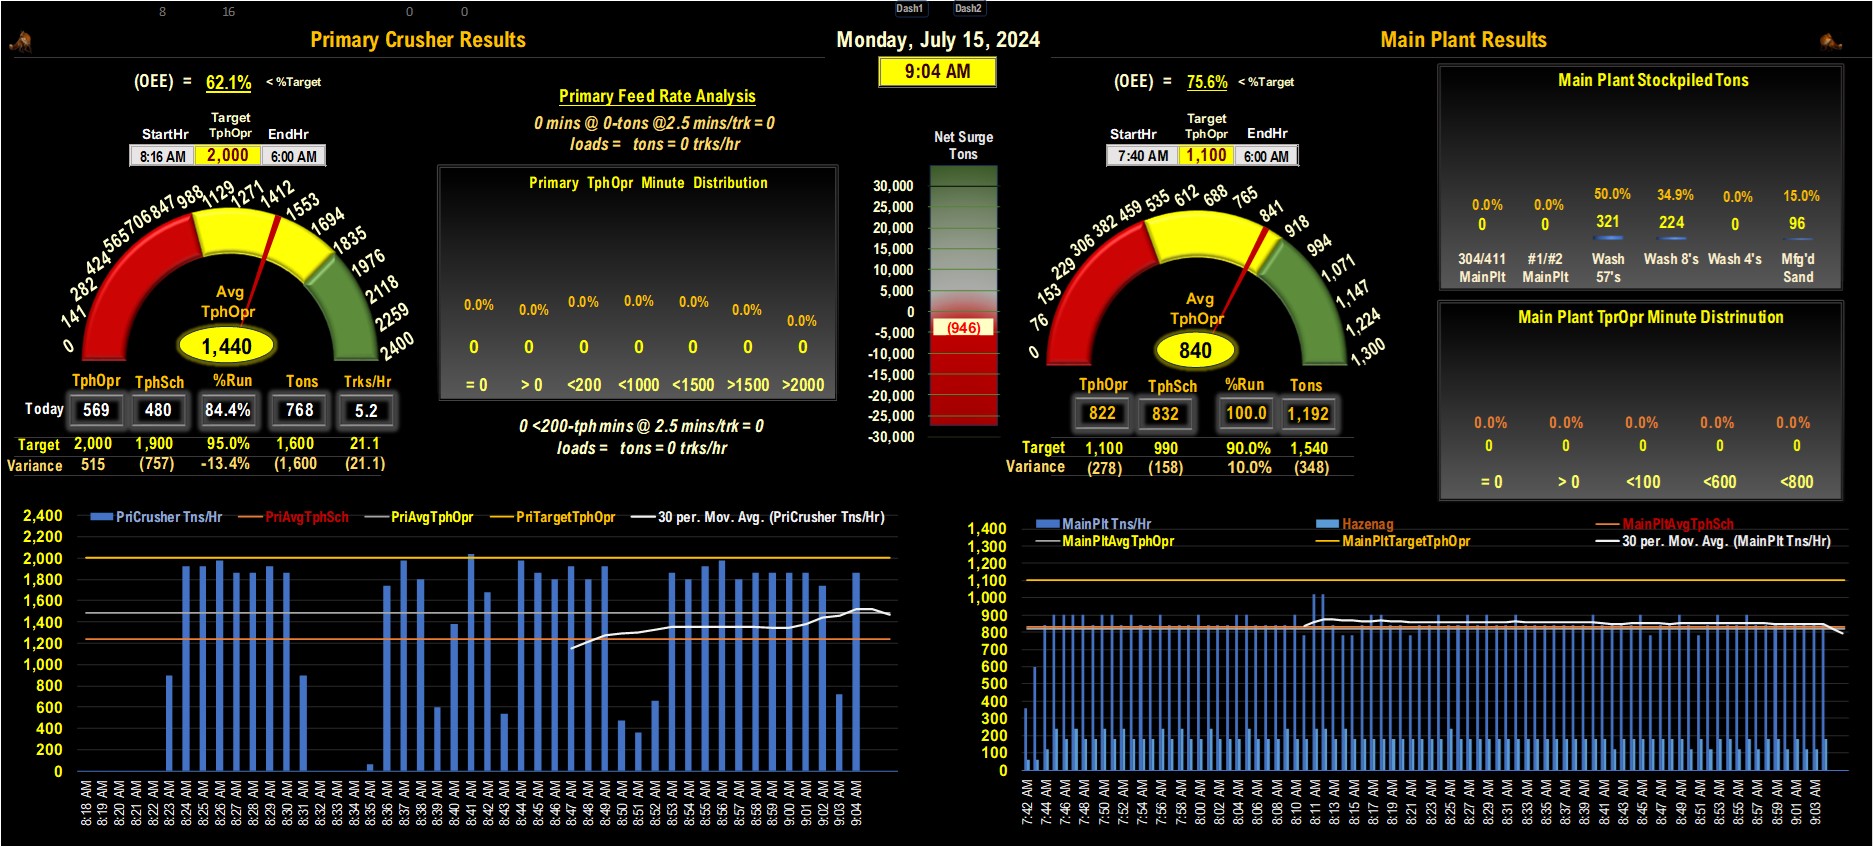 8 16 0 0 Dash1 Dash2
Primary Crusher Results
Monday, July 15, 2024
Main Plant Results
9:04 AM
(OEE) = 62.1% < %Target
Target
StartHr TphOpr EndHr
8:16 AM 2,000 6:00 AM
0 141 282 424 565 706 847 988 1129 1271 1412 1553 1694 1835 1976 2118 2259 2400
Avg
TphOpr
1,440
TphOpr TphSch %Run Tons Trks/Hr
Today 569 480 84.4% 768 5.2
Target 2,000 1,900 95.0% 1,600 21.1
Variance 515 (757) -13.4% (1,600 (21.1)
Primary Feed Rate Analysis
0 mins @ 0-tons @2.5 mins/trk = 0
loads = tons = 0 trks/hr
Primary TphOpr Minute Distribution
0.0% 0.0% 0.0% 0.0% 0.0% 0.0% 0.0%
0 0 0 0 0 0 0
= 0 > 0 <200 <1000 <1500 >1500 >2000
0 <200-tph mins @ 2.5 mins/trk = 0
loads = tons = 0 trks/hr
Net Surge
Tons
30,000
25,000
20,000
15,000
10,000
5,000
0
-5,000
-10,000
-15,000
-20,000
-25,000
-30,000
(946)
(OEE) = 75.6% < %Target
Target
StartHr TphOpr EndHr
7:40 AM 1,100 6:00 AM
0 76 153 229 306 382 459 535 612 688 765 841 918 994 1,071 1,147 1,224 1,300
Avg
TphOpr
840
TphOpr TphSch %Run Tons
822 832 100.0 1,192
Target 1,100 990 90.0% 1,540
Variance (278) (158) 10.0% (348)
Main Plant Stockpiled Tons
0.0% 0.0% 50.0% 34.9% 0.0% 15.0%
0 0 321 224 0 96
304/411 #1/#2 Wash Wash 8's Wash 4's Mfg'd
MainPlt MainPlt 57's Sand
Main Plant TprOpr Minute Distrinution
0.0% 0.0% 0.0% 0.0% 0.0%
0 0 0 0 0
= 0 > 0 <100 <600 <800
PriCrusher Tns/Hr PriAvgTphSch PriAvgTphOpr PriTargetTphOpr 30 per. Mov. Avg. (PriCrusher Tns/Hr)
2,400
2,200
2,000
1,800
1,600
1,400
1,200
1,000
800
600
400
200
0
8:18 AM 8:19 AM 8:20 AM 8:21 AM 8:22 AM 8:23 AM 8:24 AM 8:25 AM 8:26 AM 8:27 AM 8:28 AM 8:29 AM 8:30 AM 8:31 AM 8:32 AM 8:33 AM 8:34 AM 8:35 AM 8:36 AM 8:37 AM 8:38 AM 8:39 AM 8:40 AM 8:41 AM 8:42 AM 8:43 AM 8:44 AM 8:45 AM 8:46 AM 8:47 AM 8:48 AM 8:49 AM 8:50 AM 8:51 AM 8:52 AM 8:53 AM 8:54 AM 8:55 AM 8:56 AM 8:57 AM 8:58 AM 8:59 AM 9:00 AM 9:01 AM 9:02 AM 9:03 AM 9:04 AM
MainPlt Tns/Hr Hazenag MainPltAvgTphSch
MainPltAvgTphOpr MainPltTargetTphOpr 30 per. Mov. Avg. (MainPlt Tns/Hr)
1,400
1,300
1,200
1,100
1,000
900
800
700
600
500
400
300
200
100
0
7:42 AM 7:44 AM 7:46 AM 7:48 AM 7:50 AM 7:52 AM 7:54 AM 7:56 AM 7:58 AM 8:00 AM 8:02 AM 8:04 AM 8:06 AM 8:08 AM 8:10 AM 8:11 AM 8:13 AM 8:15 AM 8:17 AM 8:19 AM 8:21 AM 8:23 AM 8:25 AM 8:27 AM 8:29 AM 8:31 AM 8:33 AM 8:35 AM 8:37 AM 8:39 AM 8:41 AM 8:43 AM 8:45 AM 8:47 AM 8:49 AM 8:51 AM 8:53 AM 8:55 AM 8:57 AM 8:59 AM 9:01 AM 9:03 AM